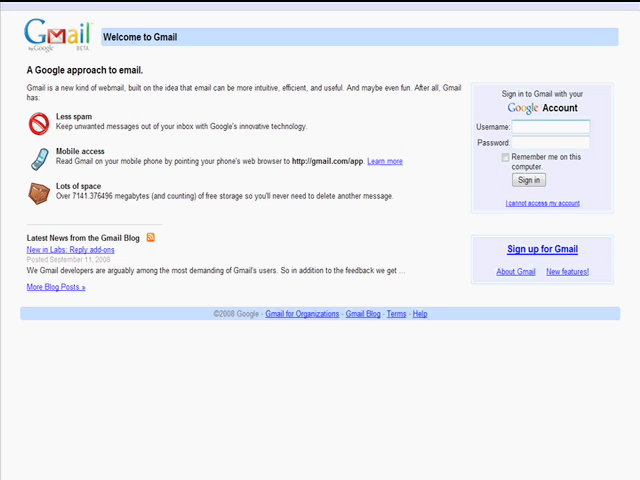 Gmail
by Google
BETA
Welcome to Gmail
A Google approach to email.
Gmail is a new kind of webmail, built on the idea that email can be more intuitive, efficient, and useful. And maybe even fun. After all, Gmail
has:
Less spam
Keep unwanted messages out of your inbox with Google's innovative technology.
Mobile access
Read Gmail on your mobile phone by pointing your phone's web browser to http://gmail.com/app. Learn more
Lots of space
Over 7141.376496 megabytes (and counting) of free storage so you'll never need to delete another message.
Latest News from the Gmail Blog
New in Labs: Reply add-ons
Posted September 11, 2008
We Gmail developers are arguably among the most demanding of Gmail's users. So in addition to the feedback we get ...
More Blog Posts »
Sign in to Gmail with your
Google Account
Username:
Password:
Remember me on this
computer.
Sign in
I cannot access my account
Sign up for Gmail
About Gmail New features!
©2008 Google - Gmail for Organizations - Gmail Blog - Terms - Help